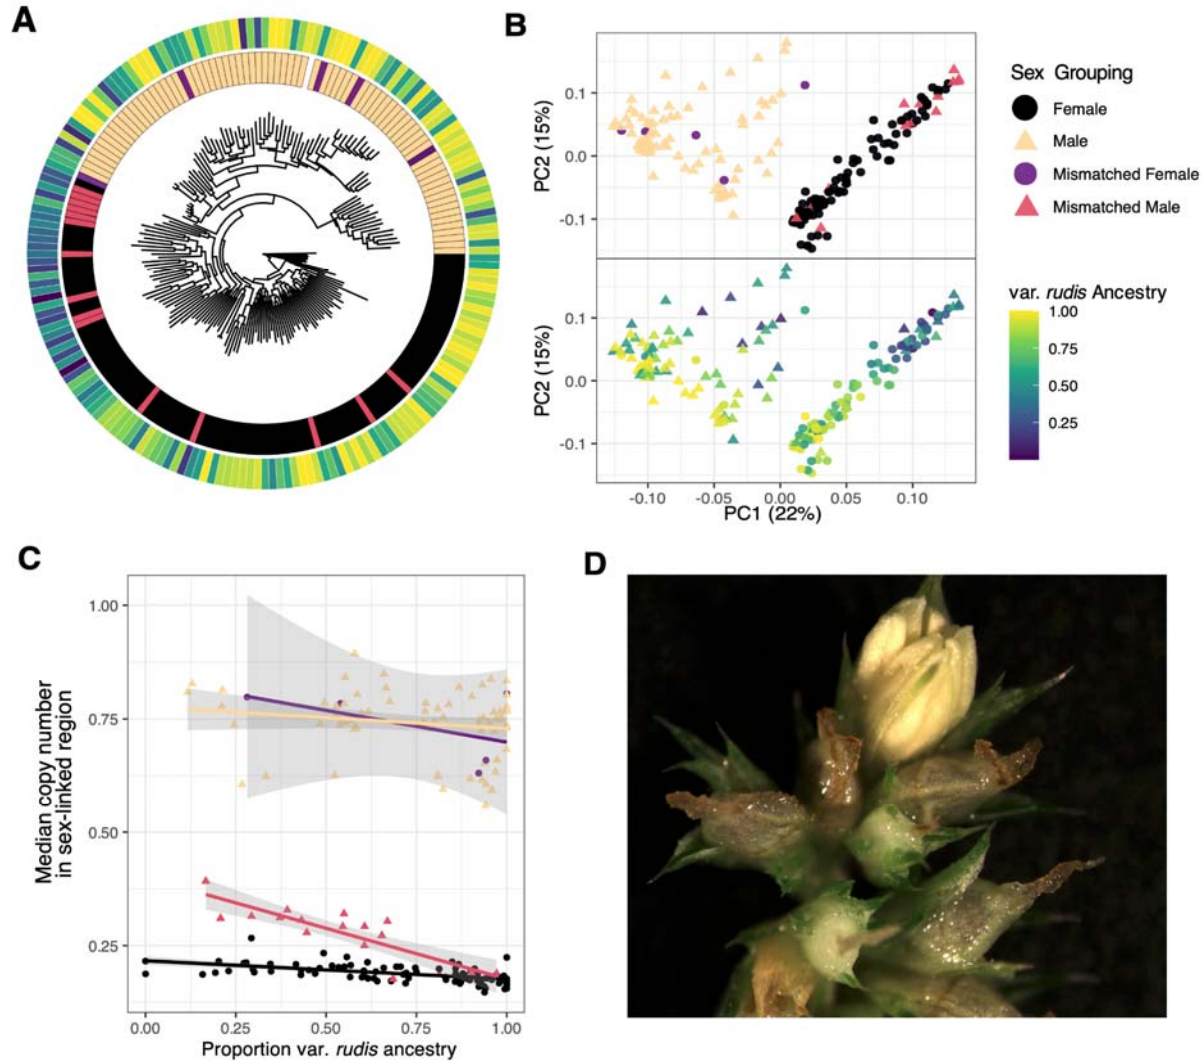 A
B
PC2 (15%)
0.1
0.0
-0.1
PC2 (15%)
0.1
0.0
-0.1
-0.10
-0.05
0.00
0.05
0.10
PC1 (22%)
Sex Grouping
Female
Male
Mismatched Female
Mismatched Male
var. rudis Ancestry
1.00
0.75
0.50
0.25
C
Median copy number
in sex-linked region
1.00
0.75
0.50
0.25
0.00
0.25
0.50
0.75
1.00
Proportion var. rudis ancestry
D